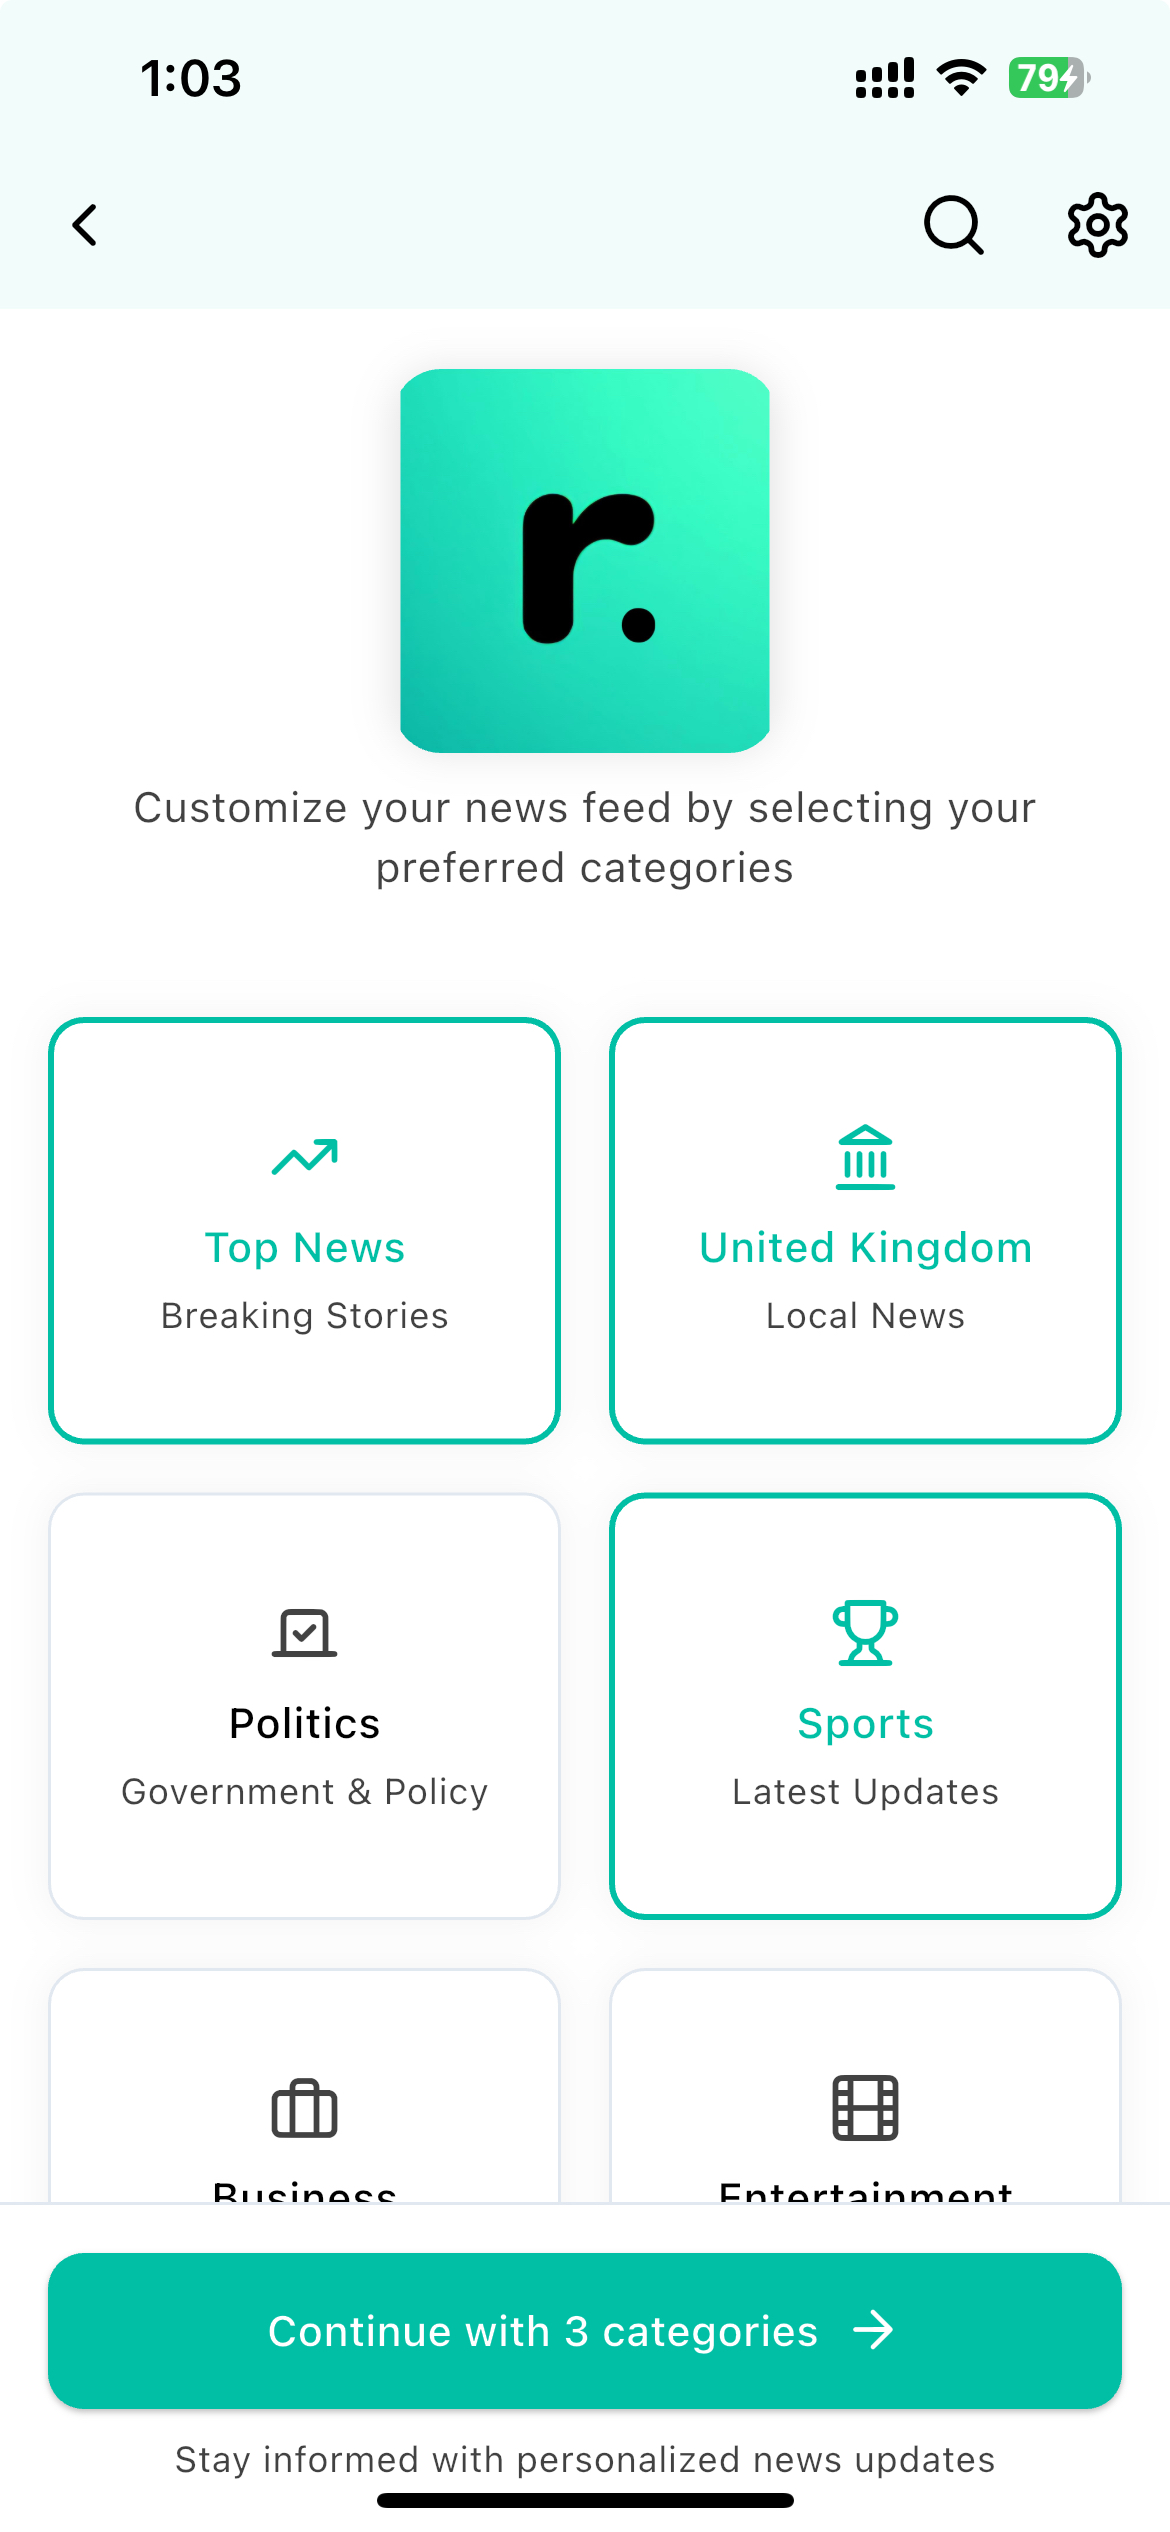 1:03
79
r.
Customize your news feed by selecting your
preferred categories
Top News
Breaking Stories
United Kingdom
Local News
Politics
Government & Policy
Sports
Latest Updates
Business
Entertainment
Continue with 3 categories
Stay informed with personalized news updates